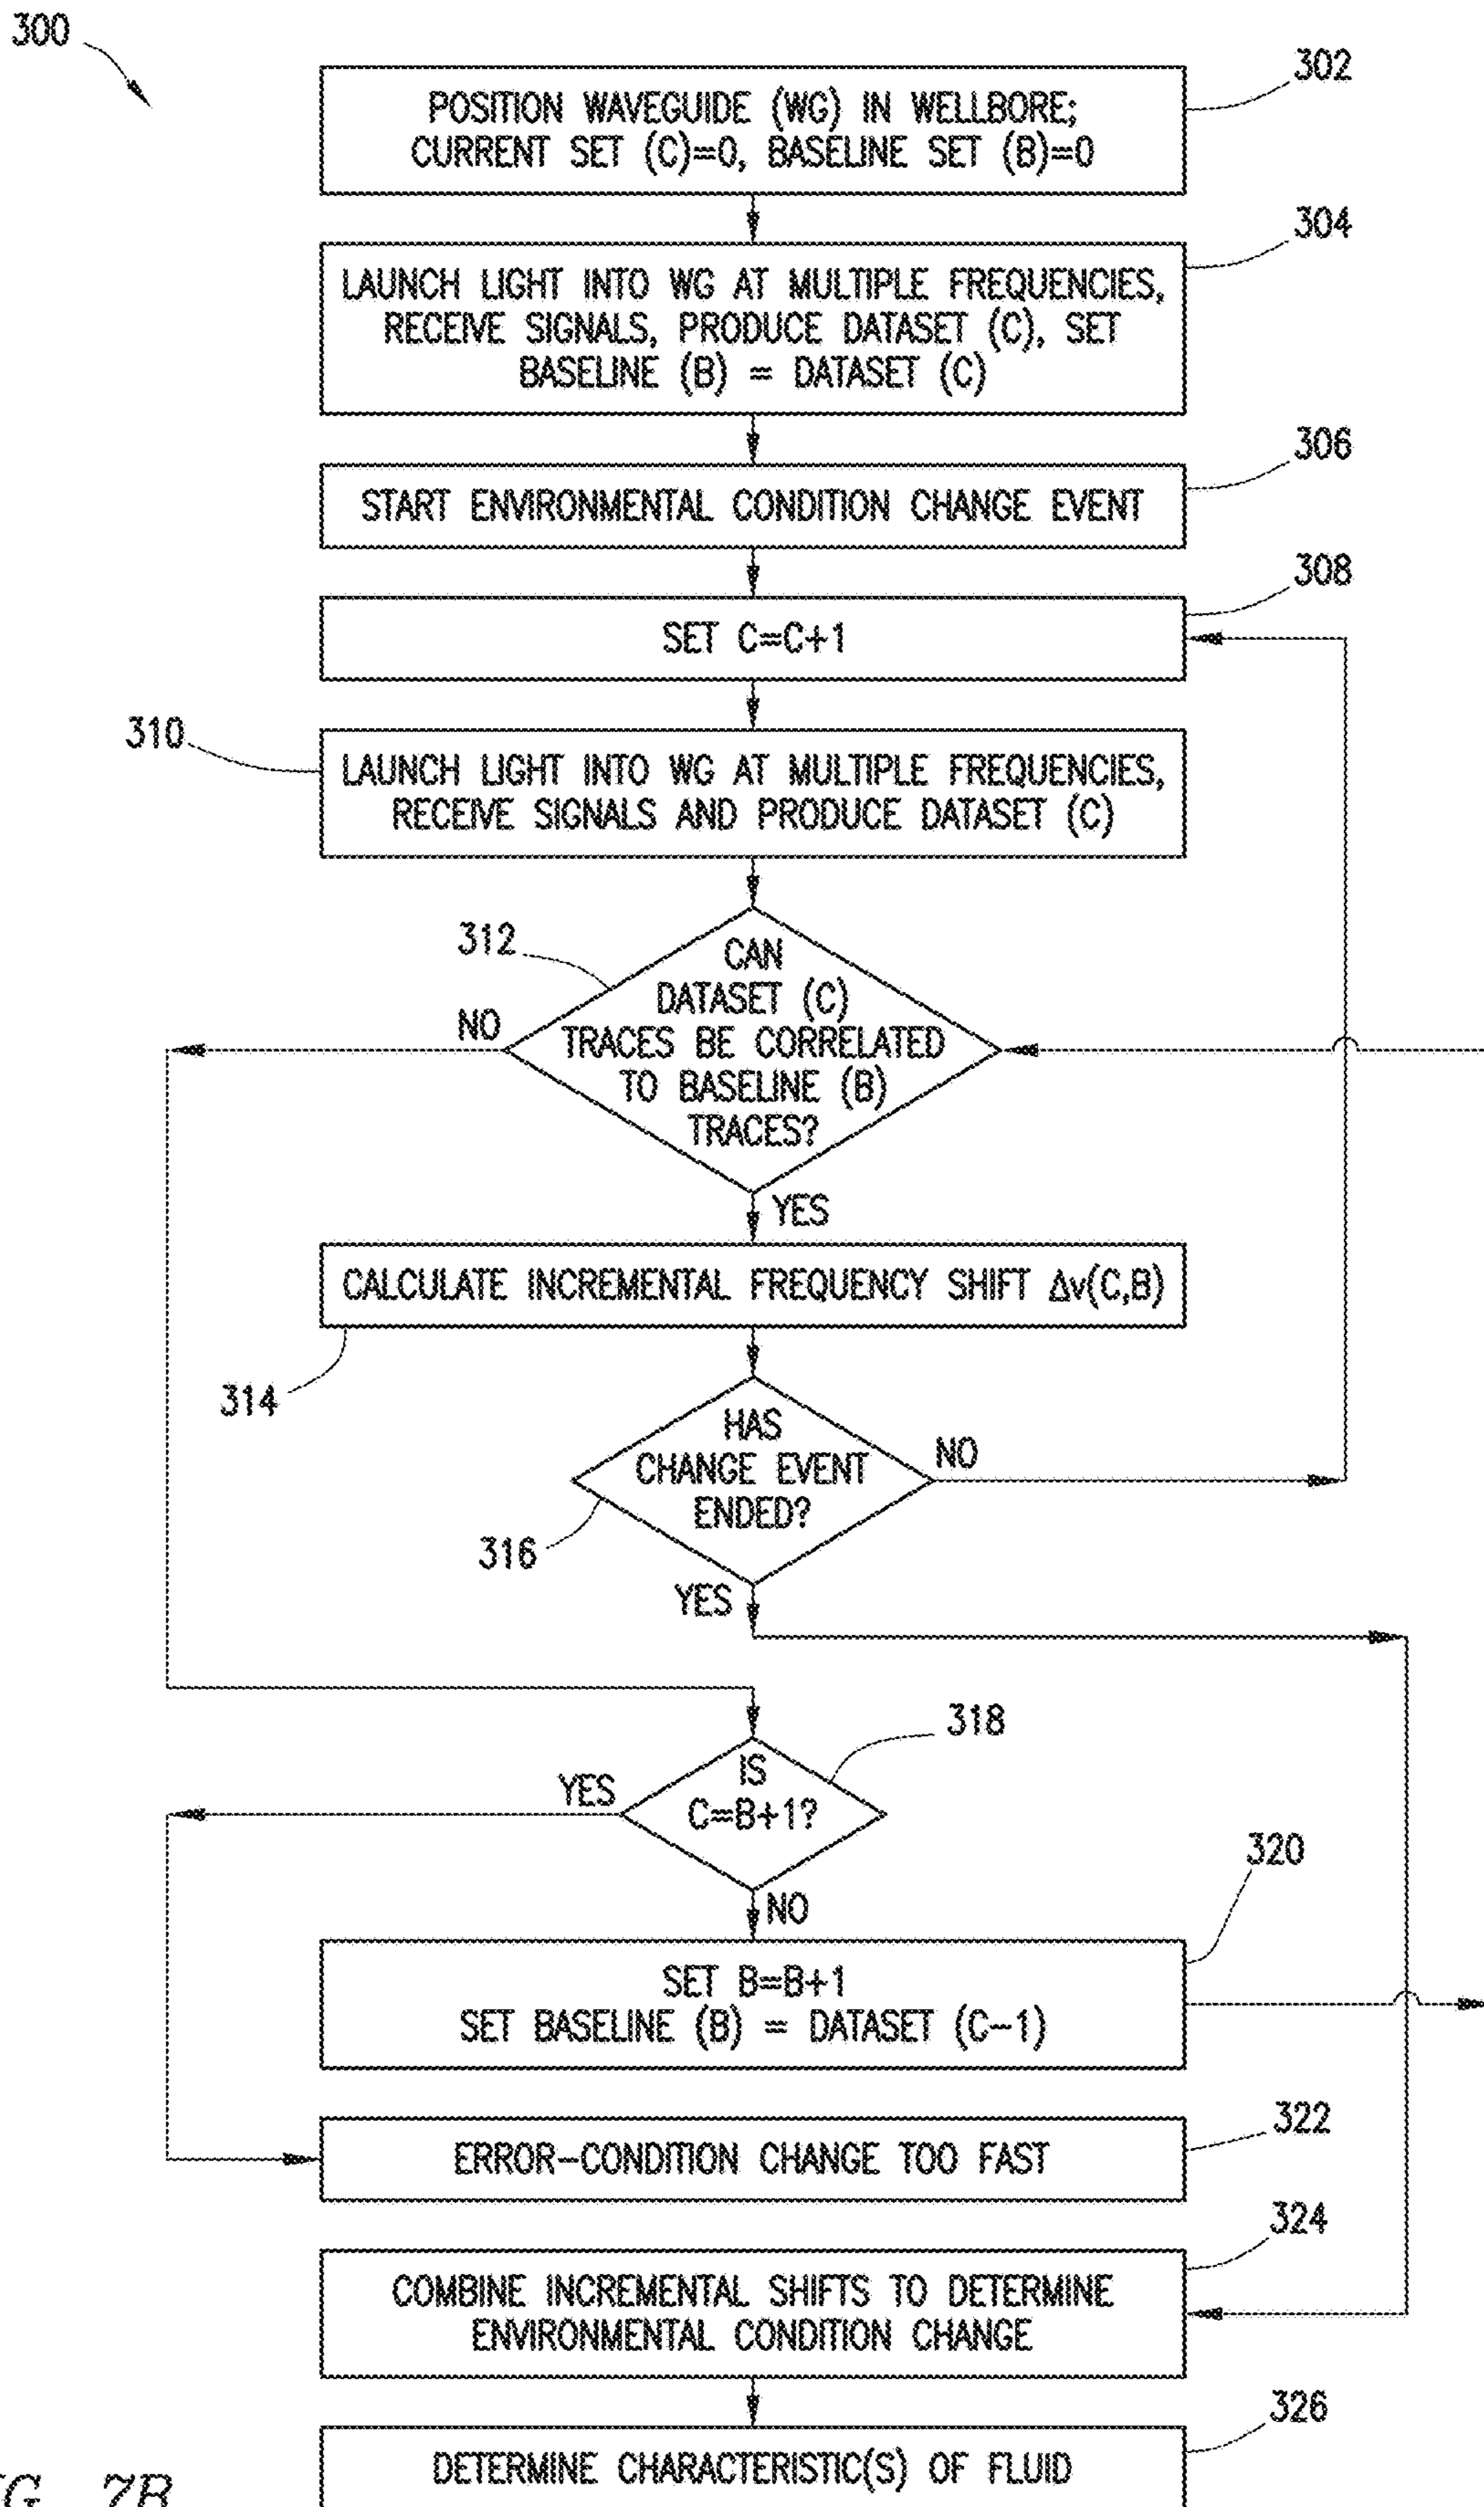 300
302
POSITION WAVEGUIDE (WG) IN WELLBORE;
CURRENT SET (C)=0, BASELINE SET (B)=0
304
LAUNCH LIGHT INTO WG AT MULTIPLE FREQUENCIES,
RECEIVE SIGNALS, PRODUCE DATASET (C), SET
BASELINE (B) = DATASET (C)
306
START ENVIRONMENTAL CONDITION CHANGE EVENT
308
SET C=C+1
310
LAUNCH LIGHT INTO WG AT MULTIPLE FREQUENCIES,
RECEIVE SIGNALS AND PRODUCE DATASET (C)
312
CAN
DATASET (C)
TRACES BE CORRELATED
TO BASELINE (B)
TRACES?
NO
YES
CALCULATE INCREMENTAL FREQUENCY SHIFT Δv(C,B)
314
HAS
CHANGE EVENT
ENDED?
NO
316
YES
318
IS
C=B+1?
YES
NO
320
SET B=B+1
SET BASELINE (B) = DATASET (C-1)
322
ERROR-CONDITION CHANGE TOO FAST
324
COMBINE INCREMENTAL SHIFTS TO DETERMINE
ENVIRONMENTAL CONDITION CHANGE
326
DETERMINE CHARACTERISTIC(S) OF FLUID
7B